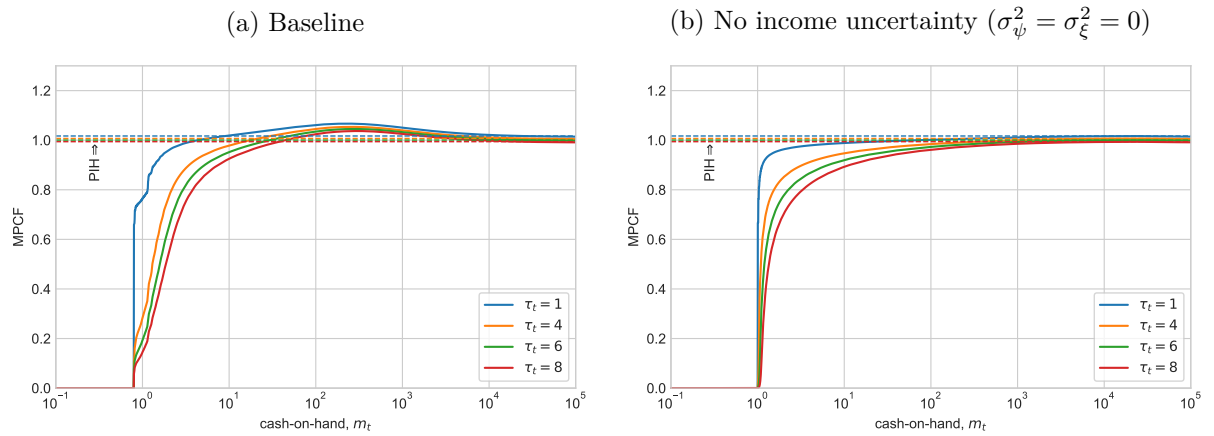 (a) Baseline
1.2
1.0
0.8
0.6
0.4
0.2
0.0
MPCF
PIH ⇒
τₜ = 1
τₜ = 4
τₜ = 6
τₜ = 8
10⁻¹ 10⁰ 10¹ 10² 10³ 10⁴ 10⁵
cash-on-hand, mₜ
(b) No income uncertainty (σ²_ψ = σ²_ξ = 0)
1.2
1.0
0.8
0.6
0.4
0.2
0.0
MPCF
PIH ⇒
τₜ = 1
τₜ = 4
τₜ = 6
τₜ = 8
10⁻¹ 10⁰ 10¹ 10² 10³ 10⁴ 10⁵
cash-on-hand, mₜ